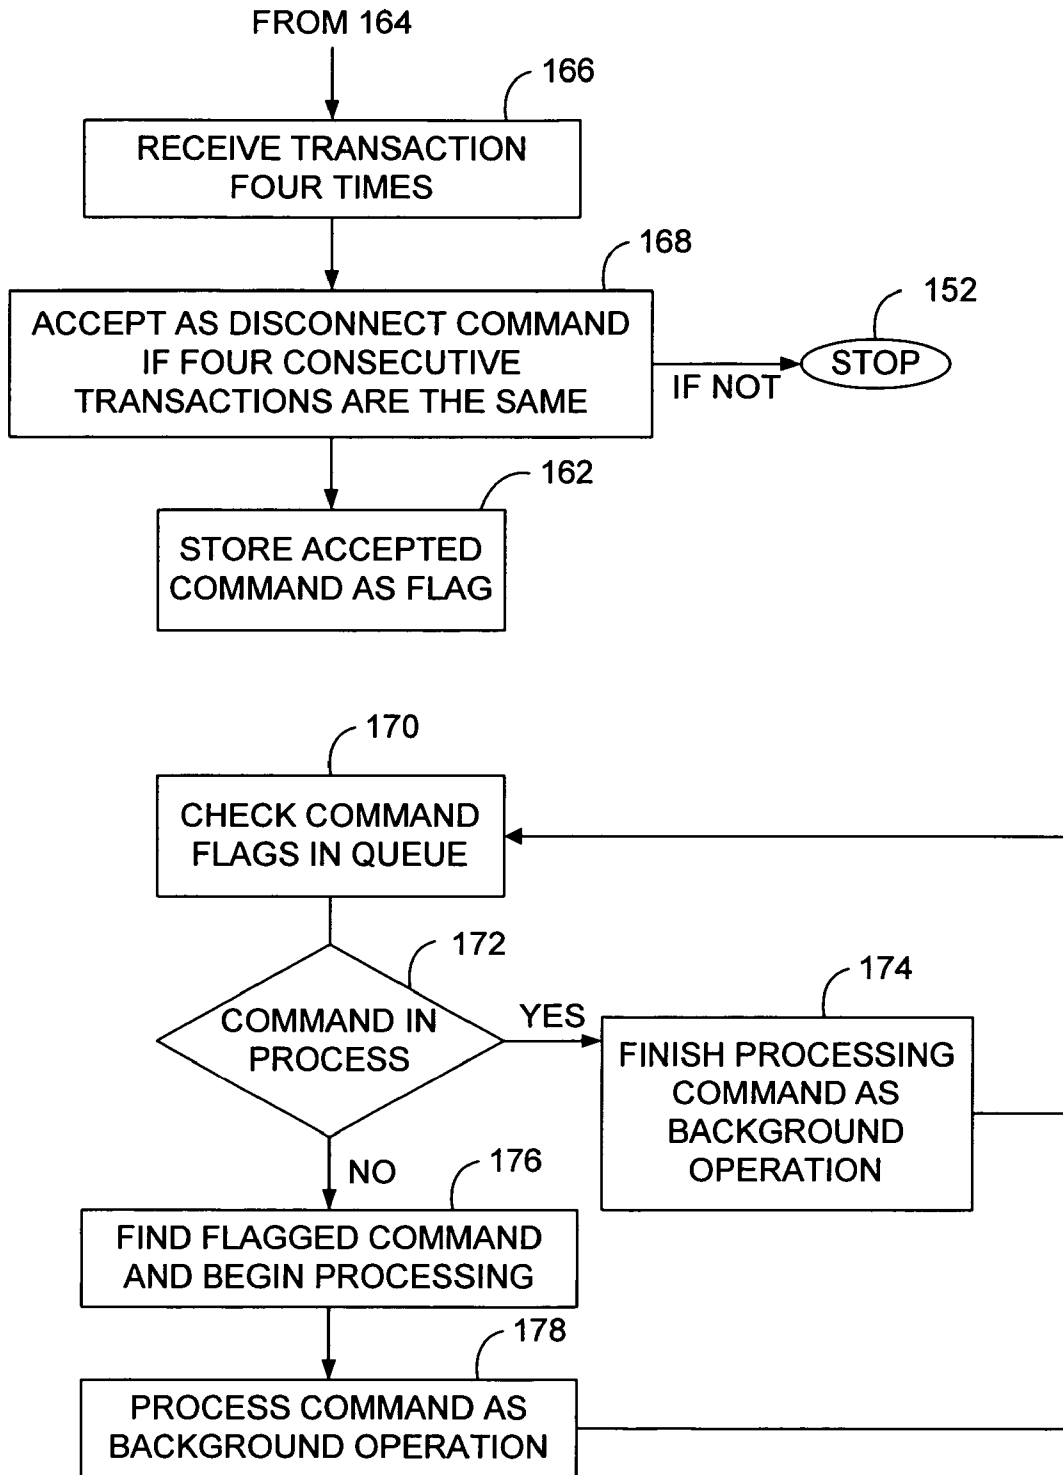 FROM 164
166
RECEIVE TRANSACTION
FOUR TIMES
168
ACCEPT AS DISCONNECT COMMAND
IF FOUR CONSECUTIVE
TRANSACTIONS ARE THE SAME
IF NOT
152
STOP
162
STORE ACCEPTED
COMMAND AS FLAG
170
CHECK COMMAND
FLAGS IN QUEUE
172
COMMAND IN
PROCESS
YES
174
FINISH PROCESSING
COMMAND AS
BACKGROUND
OPERATION
NO
176
FIND FLAGGED COMMAND
AND BEGIN PROCESSING
178
PROCESS COMMAND AS
BACKGROUND OPERATION